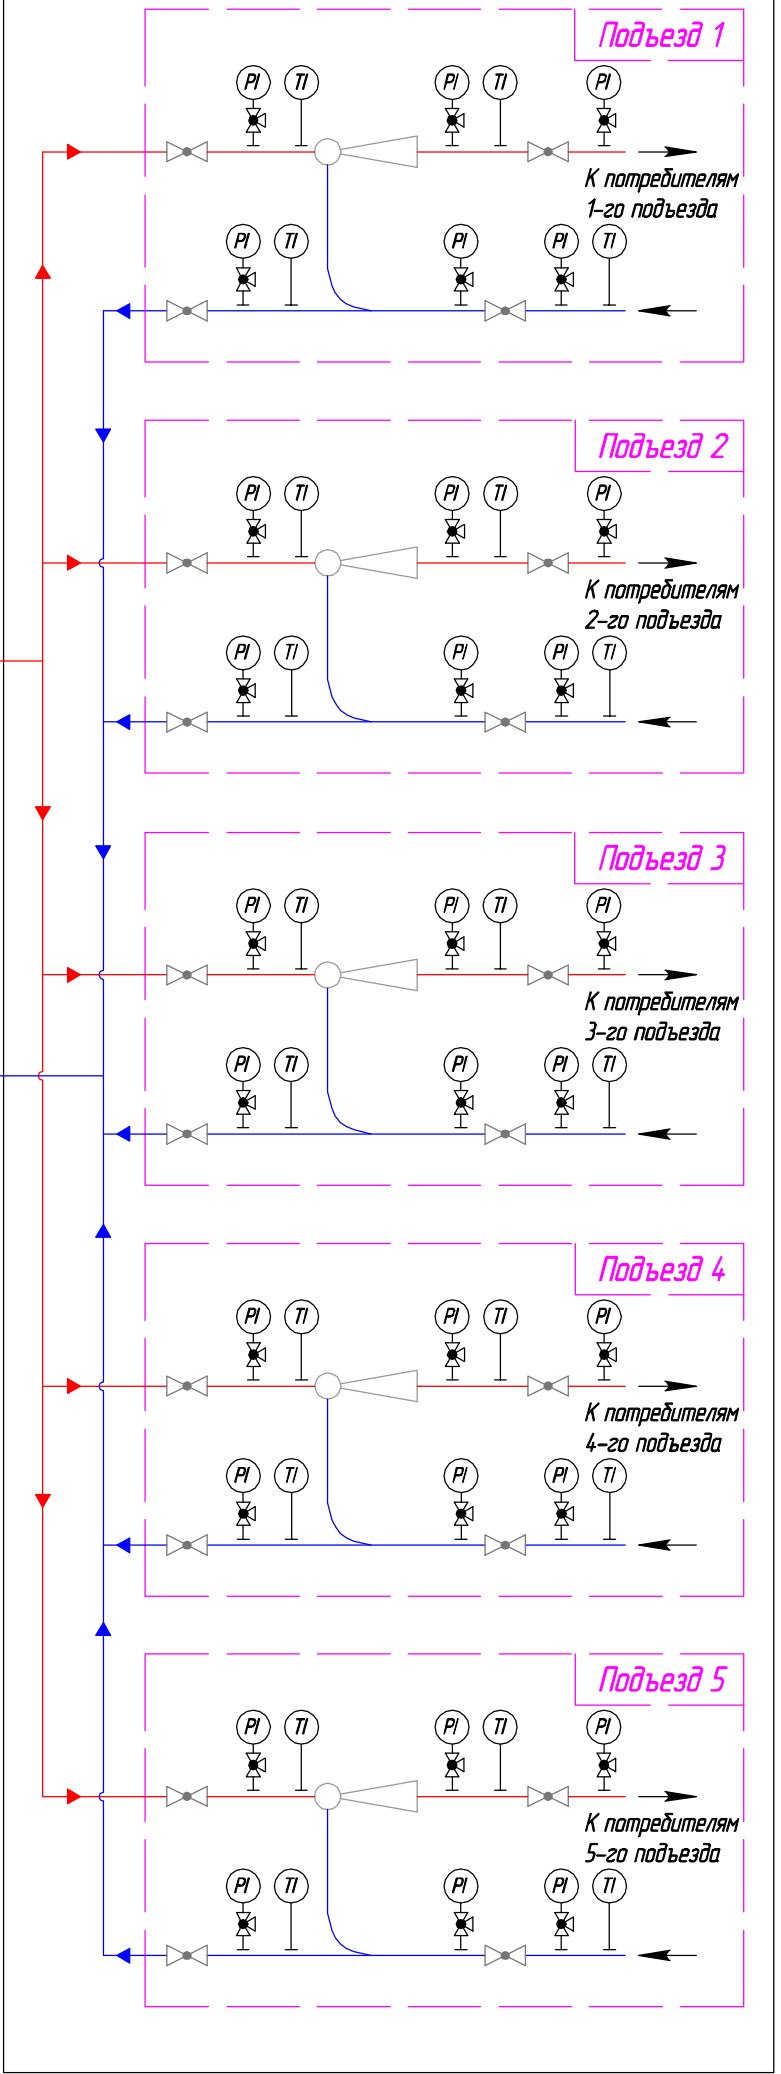 Подъезд 1
PI TI PI TI PI
К потребителям
1-го подъезда
PI TI PI PI TI
Подъезд 2
PI TI PI TI PI
К потребителям
2-го подъезда
PI TI PI PI TI
Подъезд 3
PI TI PI TI PI
К потребителям
3-го подъезда
PI TI PI PI TI
Подъезд 4
PI TI PI TI PI
К потребителям
4-го подъезда
PI TI PI PI TI
Подъезд 5
PI TI PI TI PI
К потребителям
5-го подъезда
PI TI PI PI TI